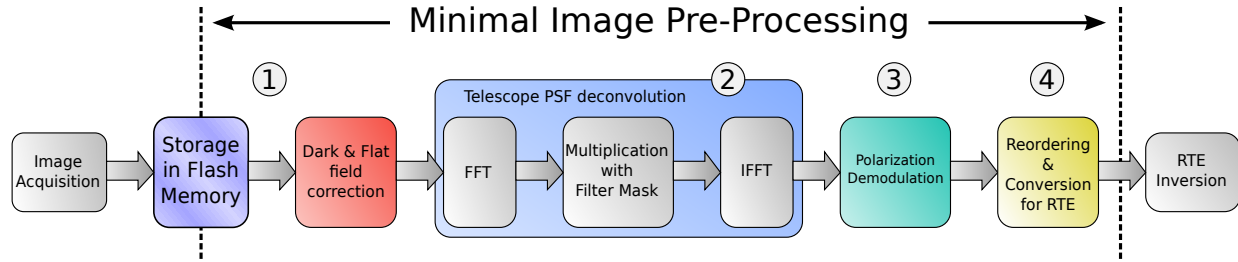 Minimal Image Pre-Processing
1
2
3
4
Telescope PSF deconvolution
Image
Acquisition
Storage
in Flash
Memory
Dark & Flat
field
correction
FFT
Multiplication
with
Filter Mask
IFFT
Polarization
Demodulation
Reordering
&
Conversion
for RTE
RTE
Inversion